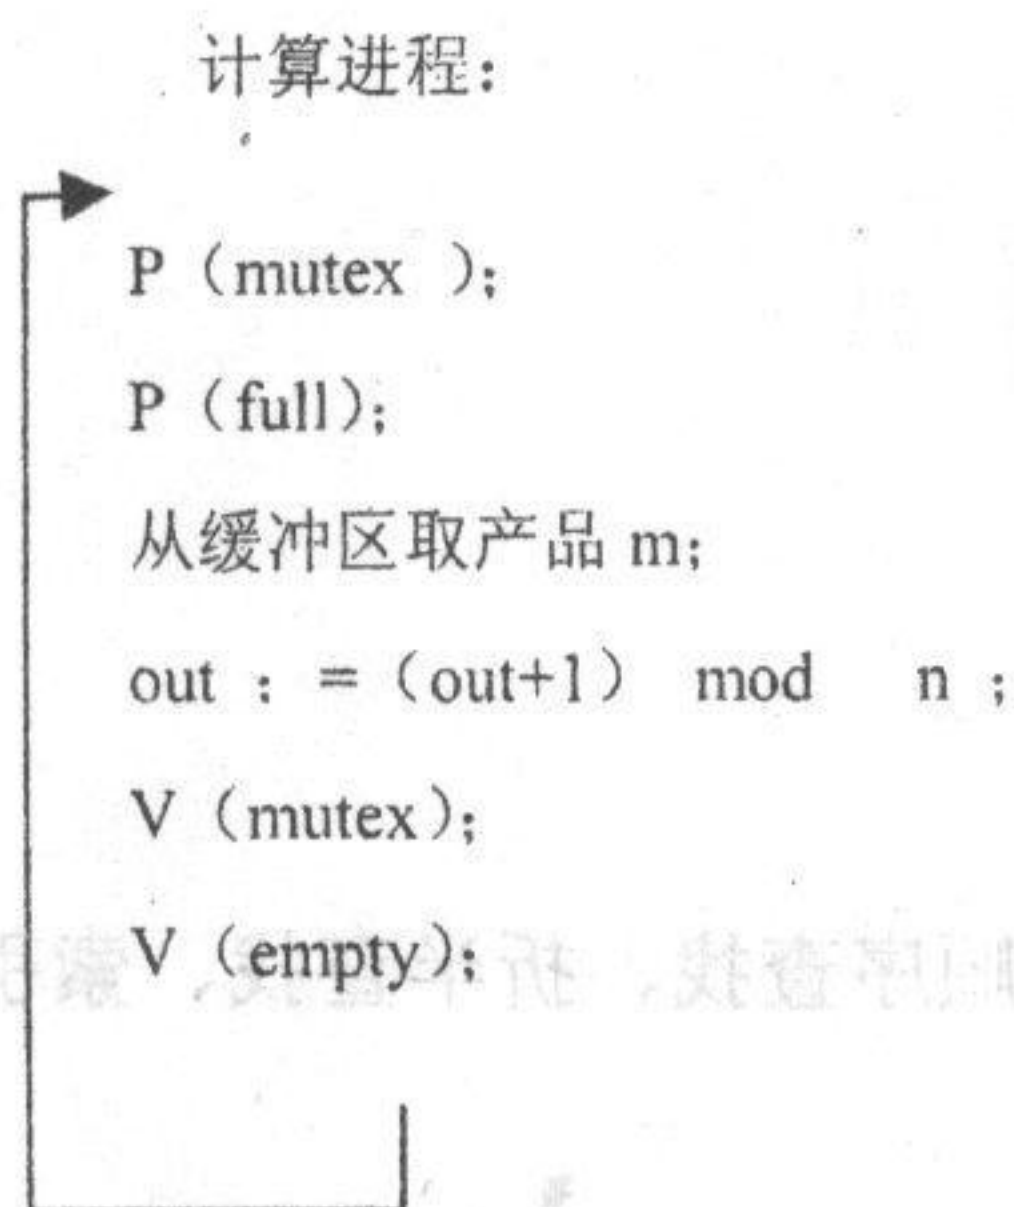 计算进程：
P（mutex ）;
P（full）;
从缓冲区取产品 m;
out ：=（out+1） mod n ;
V（mutex）;
V（empty）;